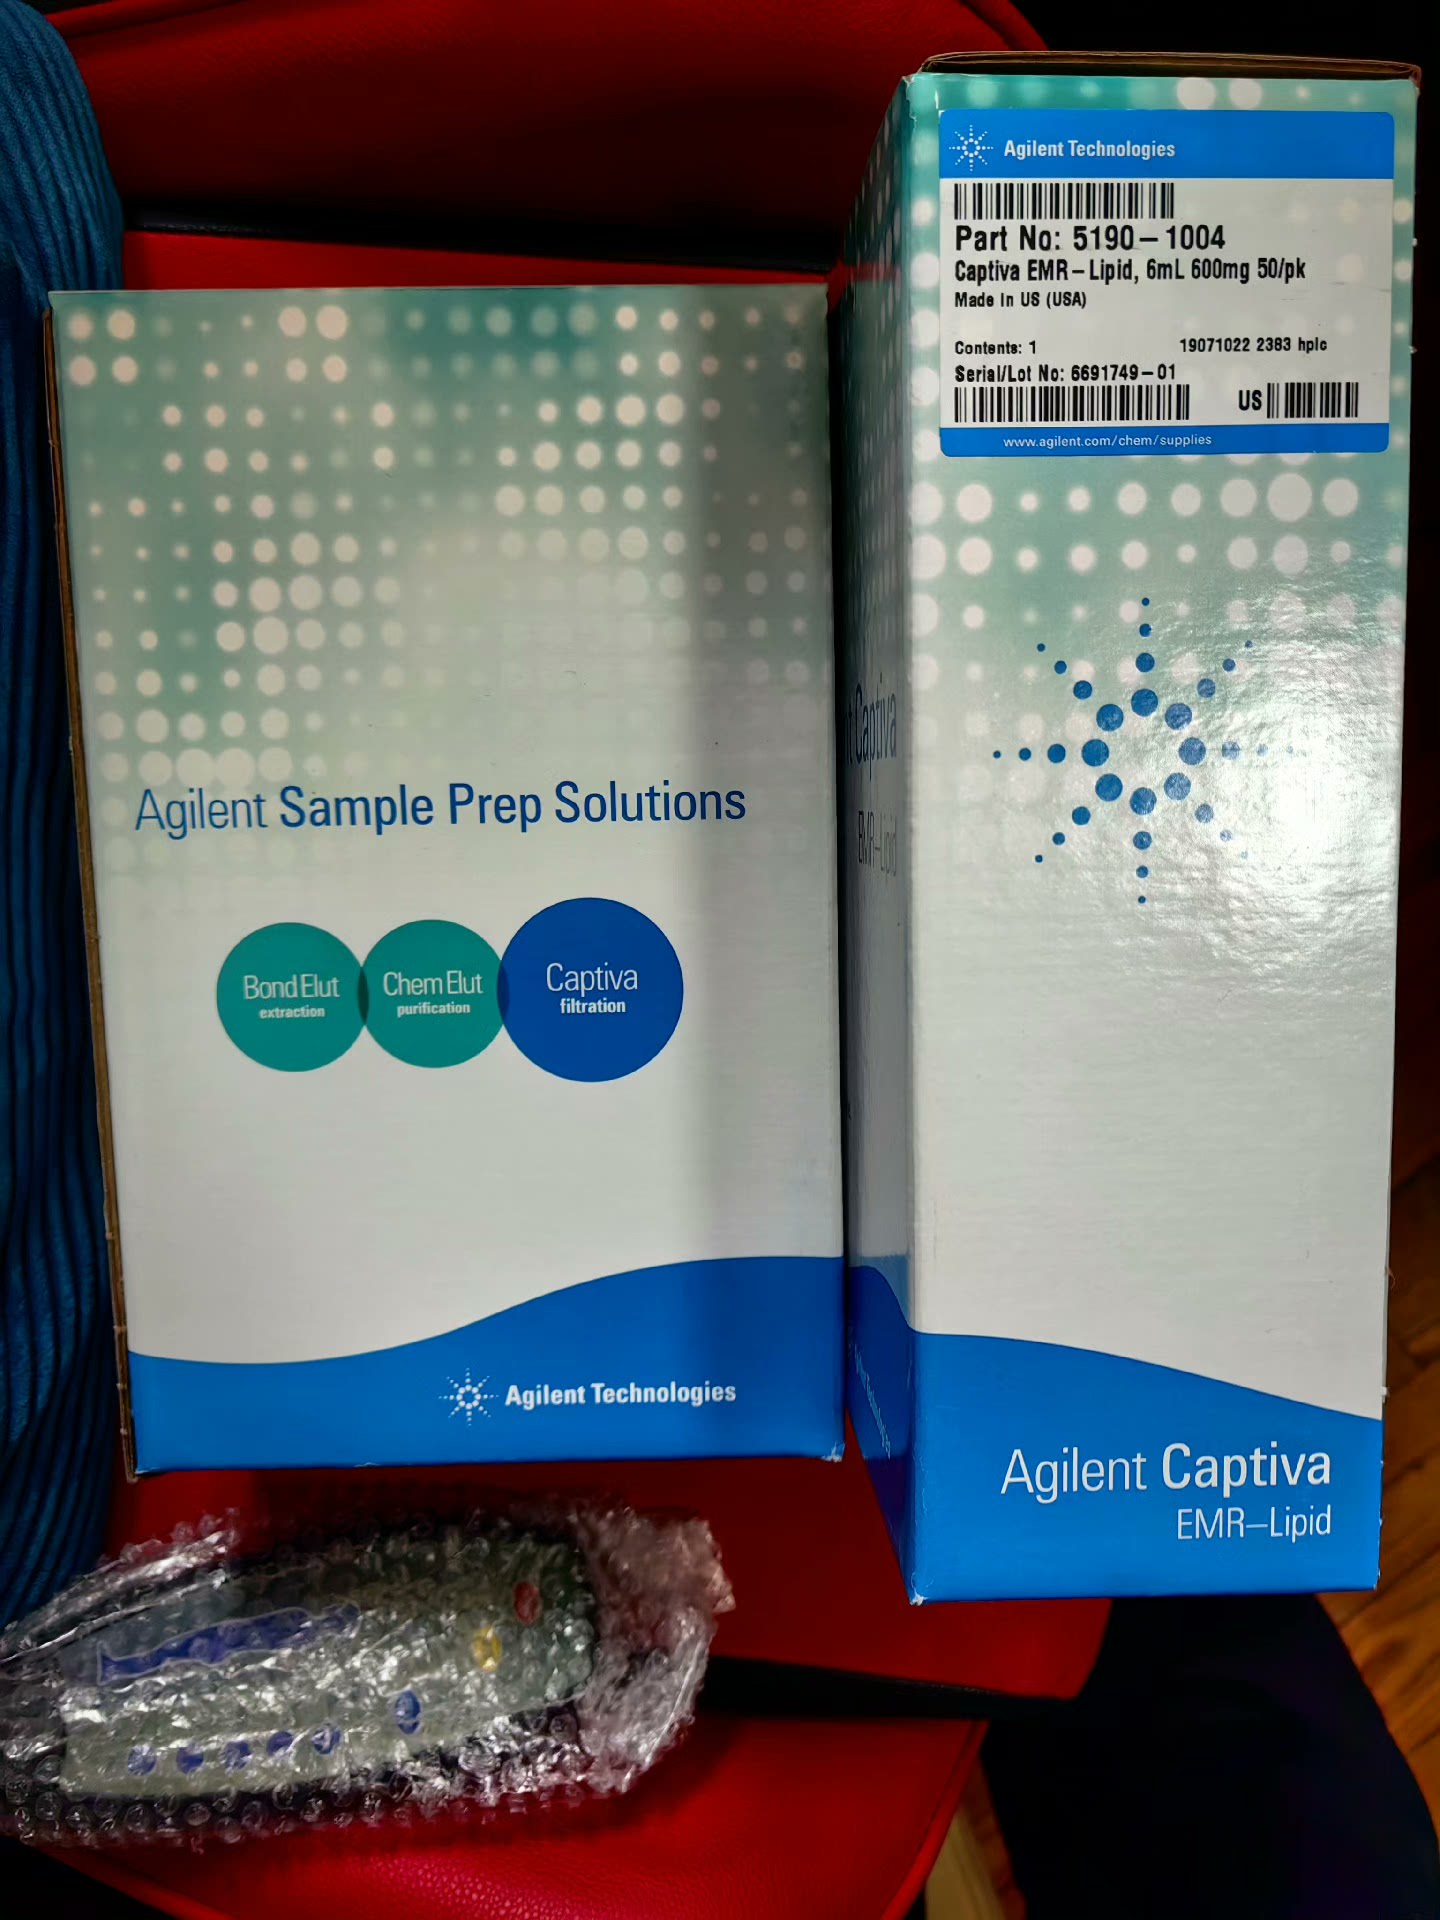 Agilent Sample Prep Solutions
Bond Elut
extraction
Chem Elut
purification
Captiva
filtration
Agilent Technologies
Captiva
EMR–Lipid
Agilent Technologies
Part No: 5190-1004
Captiva EMR-Lipid, 6mL 600mg 50/pk
Made in US (USA)
Contents: 1 19071022 2383 hplc
Serial/Lot No: 6691749-01
US
www.agilent.com/chem/supplies
Agilent Captiva
EMR–Lipid